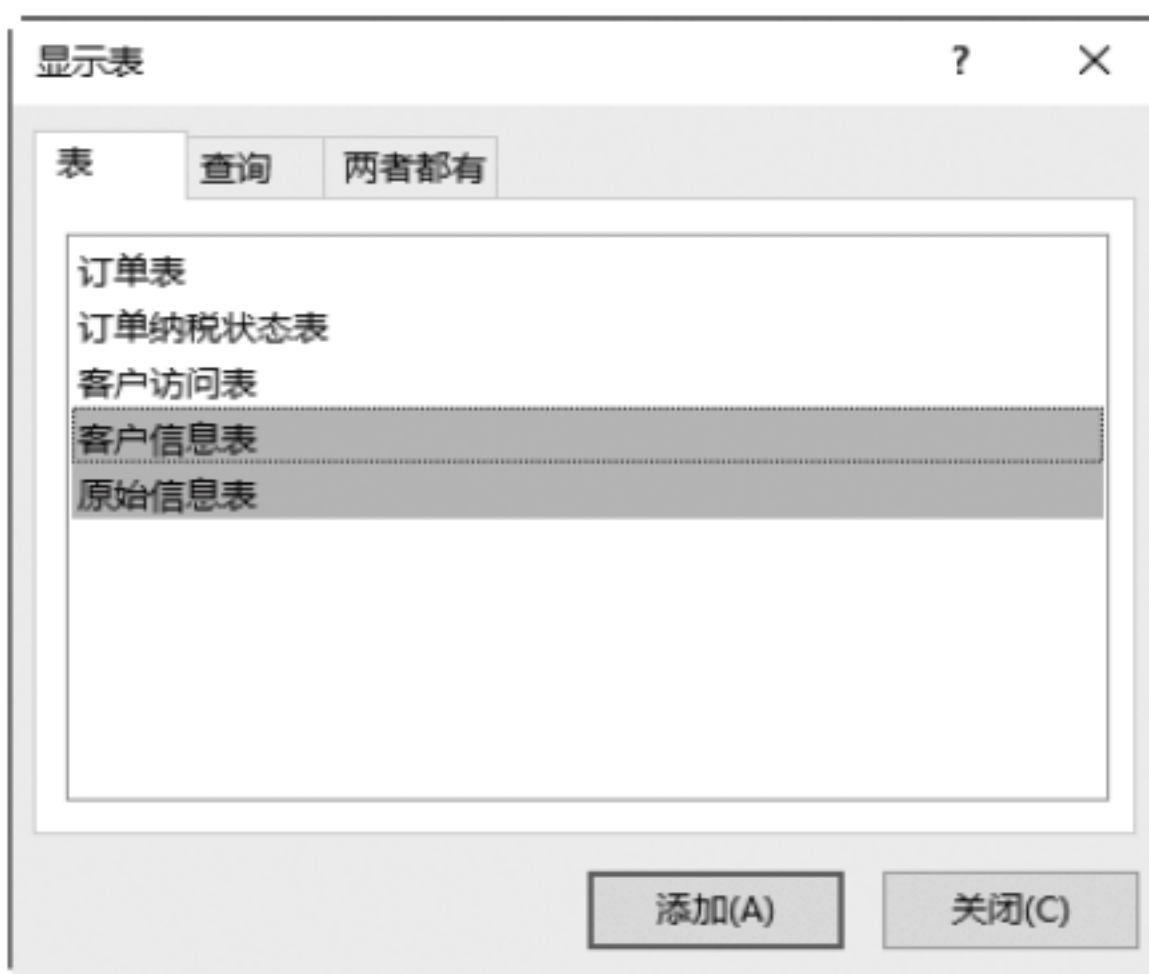 显示表 ?
表 查询 两者都有
订单表
订单纳税状态表
客户访问表
客户信息表
原始信息表
添加(A) 关闭(C)